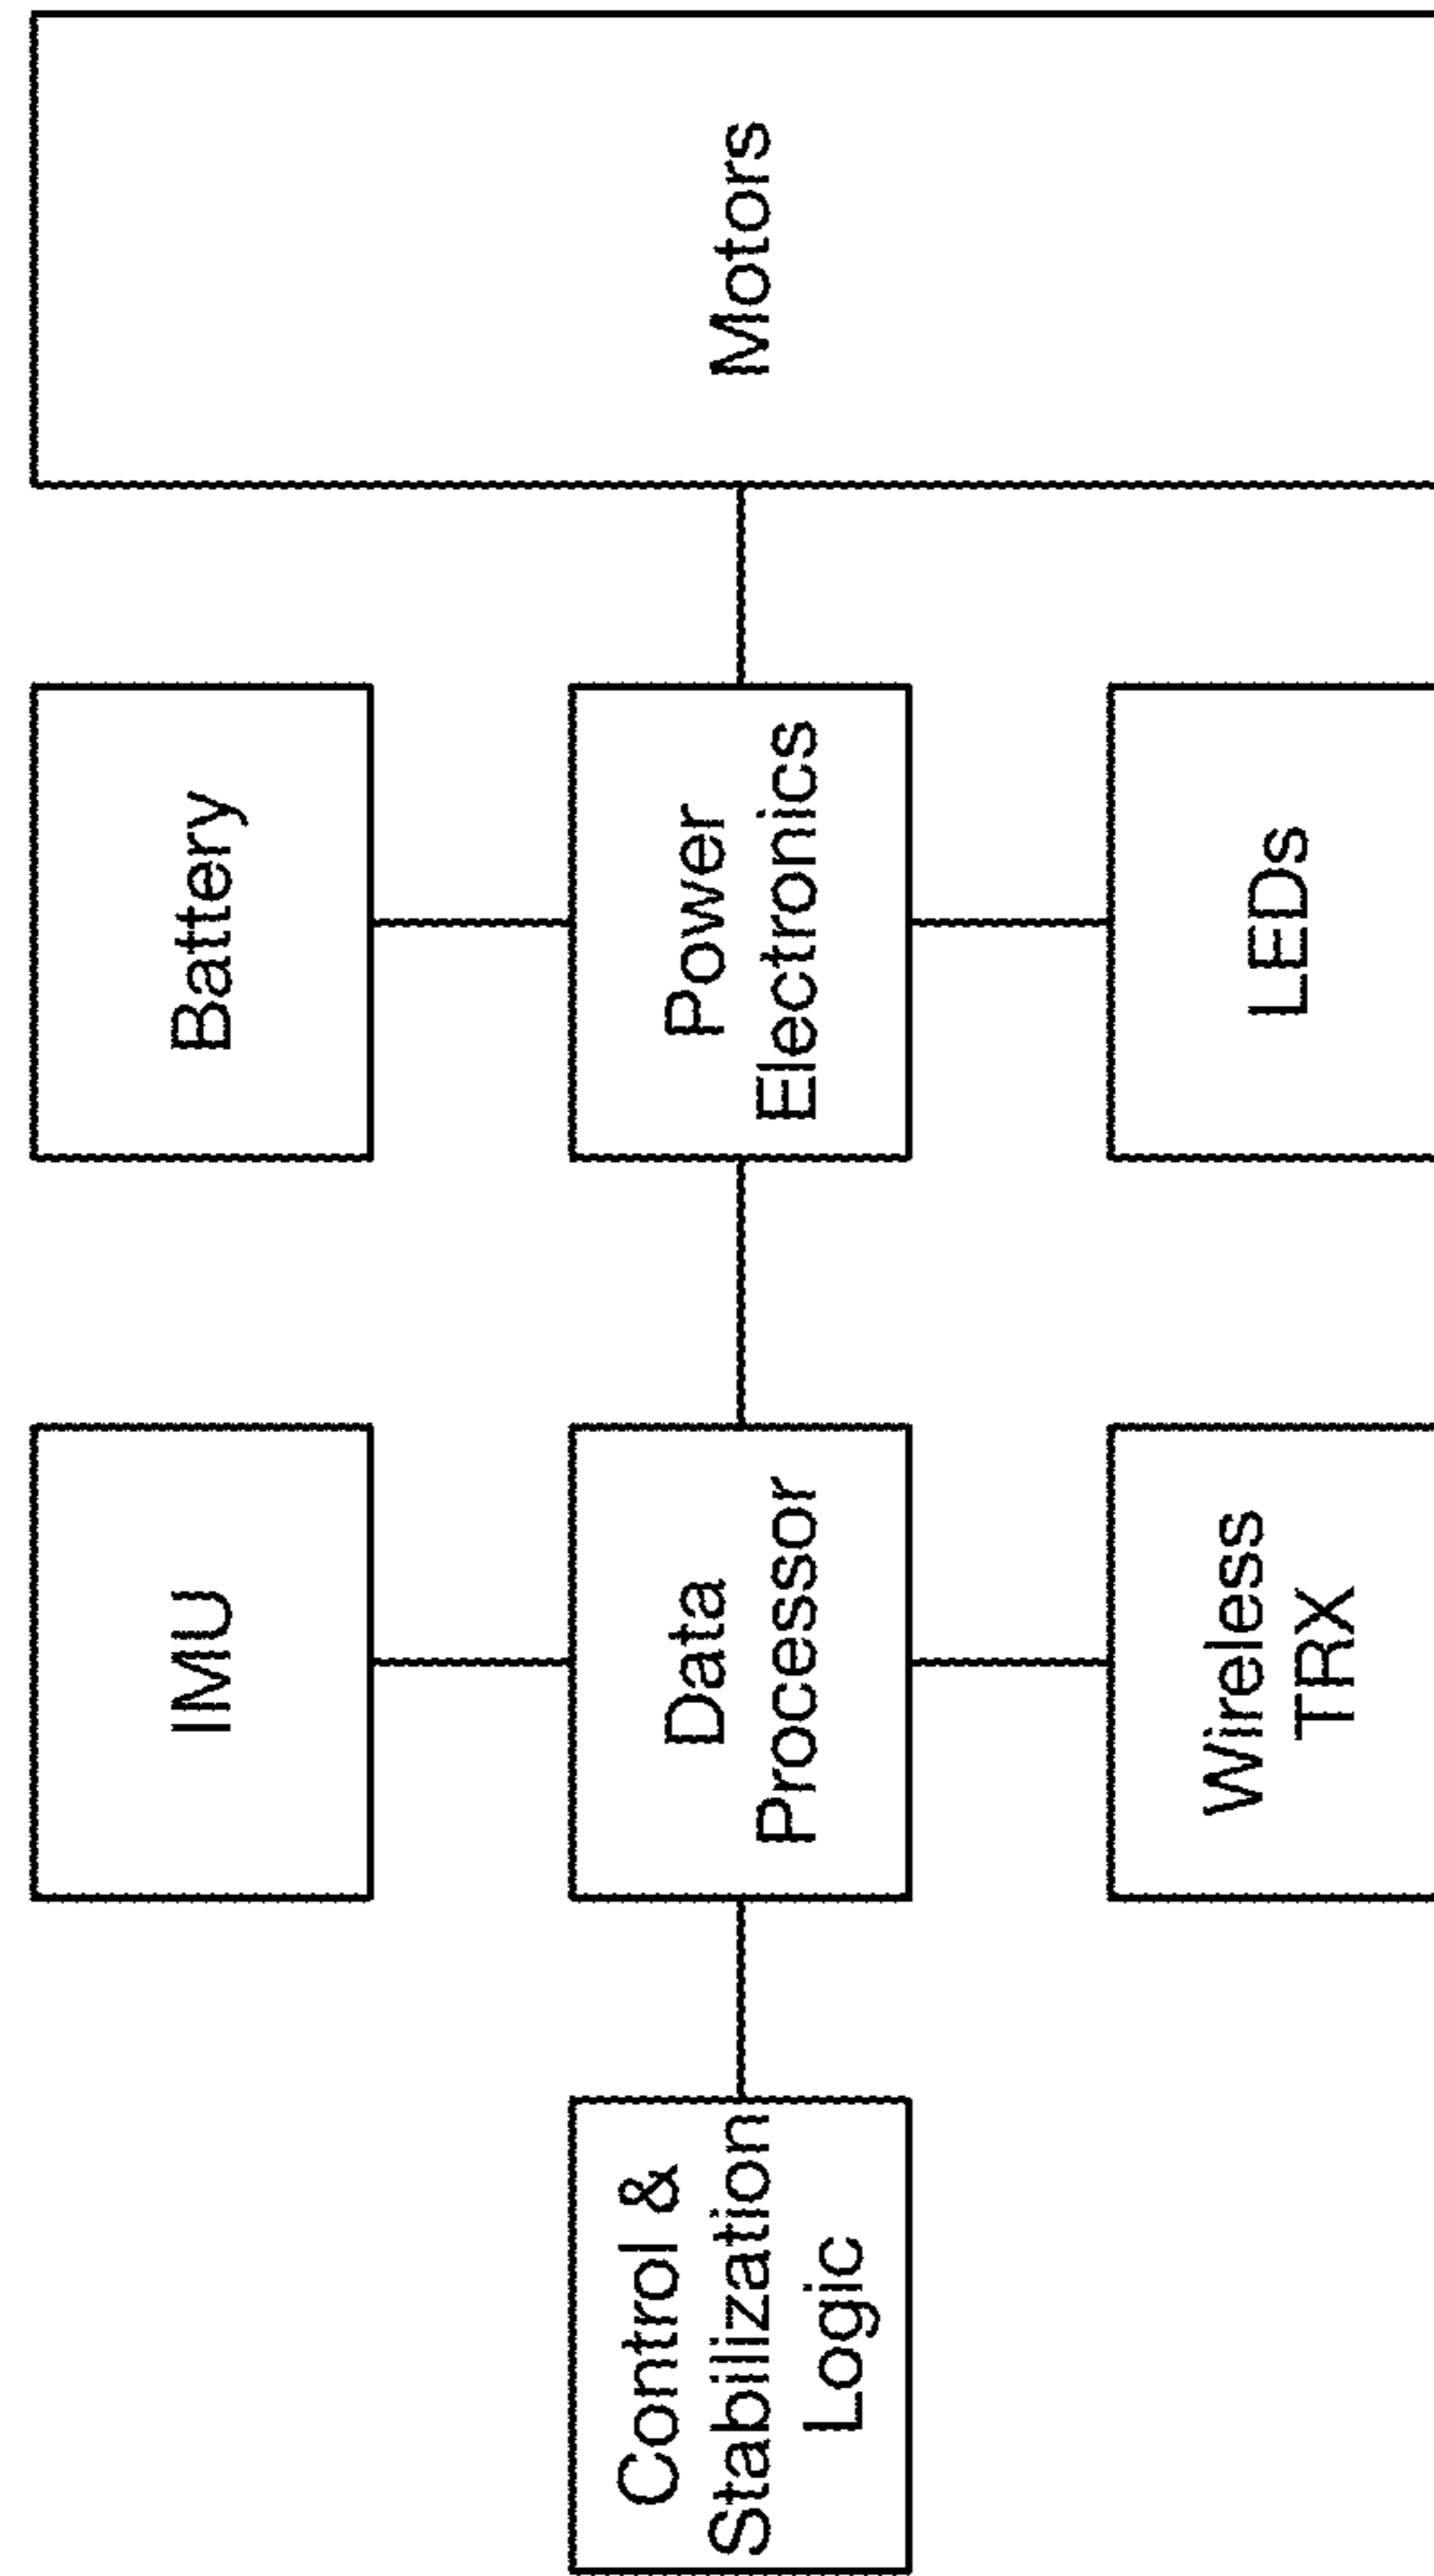 IMU
Battery
Control &
Stabilization
Logic
Data
Processor
Power
Electronics
Motors
Wireless
TRX
LEDs